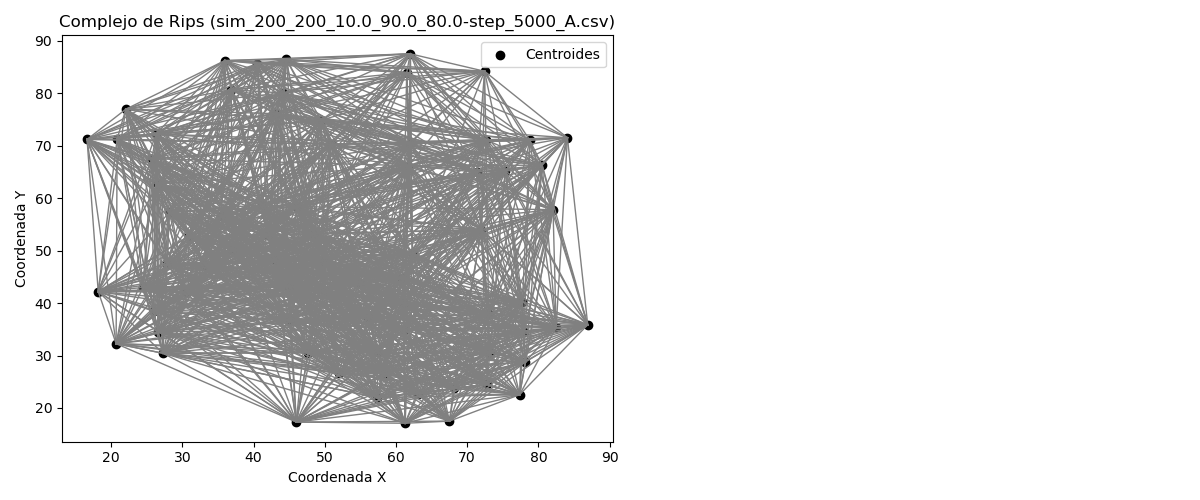 Complejo de Rips (sim_200_200_10.0_90.0_80.0-step_5000_A.csv)
Centroides
90
80
70
60
50
40
30
20
Coordenada Y
20 30 40 50 60 70 80 90
Coordenada X